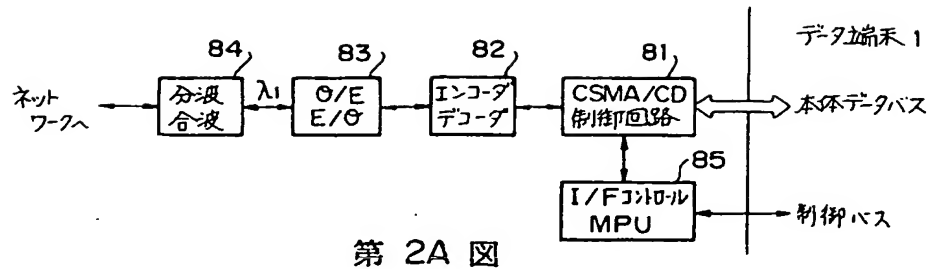 84
83
82
81
データ端末1
ネット
ワークへ
分波
合波
λ1
O/E
E/O
エンコーダ
デコーダ
CSMA/CD
制御回路
本体データバス
85
I/Fコントロール
MPU
制御バス
第 2A 図